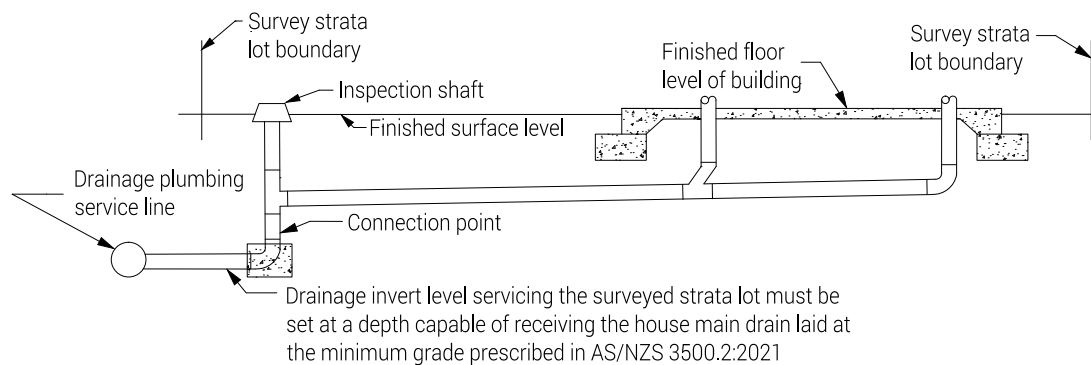 Survey strata
lot boundary
Survey strata
lot boundary
Finished floor
level of building
Inspection shaft
Finished surface level
Drainage plumbing
service line
Connection point
Drainage invert level servicing the surveyed strata lot must be
set at a depth capable of receiving the house main drain laid at
the minimum grade prescribed in AS/NZS 3500.2:2021